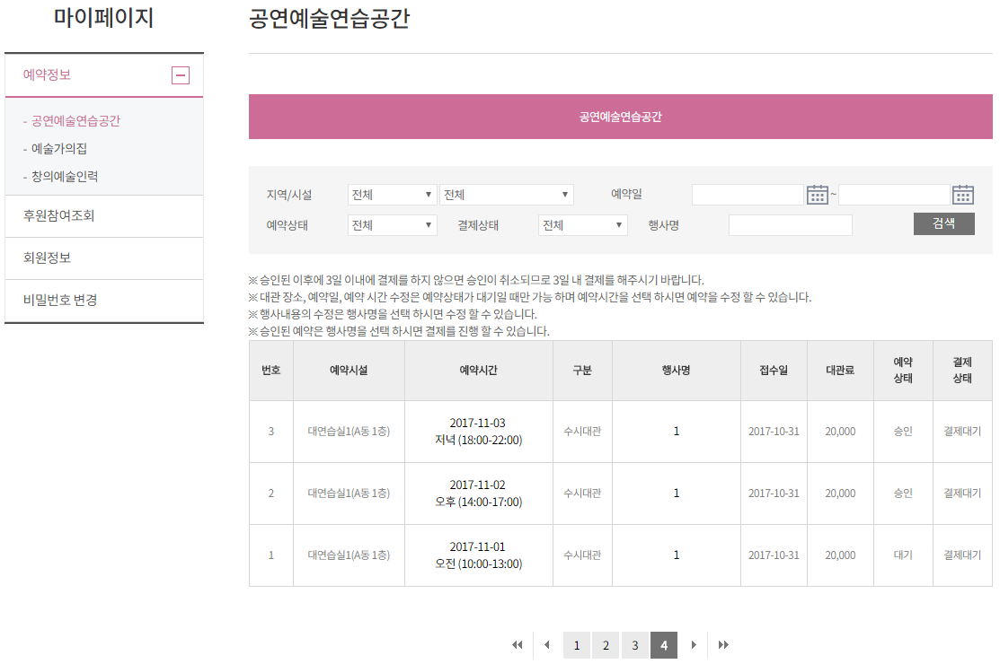 마이페이지
예약정보
- 공연예술연습공간
- 예술가의집
- 창의예술인력
후원참여조회
회원정보
비밀번호 변경
공연예술연습공간
공연예술연습공간
지역/시설 전체 ▼ 전체 ▼ 예약일 ~
예약상태 전체 ▼ 결제상태 전체 ▼ 행사명 검색
※ 승인된 이후에 3일 이내에 결제를 하지 않으면 승인이 취소되므로 3일 내 결제를 해주시기 바랍니다.
※ 대관 장소, 예약일, 예약 시간 수정은 예약상태가 대기일 때만 가능 하며 예약시간을 선택 하시면 예약을 수정 할 수 있습니다.
※ 행사내용의 수정은 행사명을 선택 하시면 수정 할 수 있습니다.
※ 승인된 예약은 행사명을 선택 하시면 결제를 진행 할 수 있습니다.
번호 예약시설 예약시간 구분 행사명 접수일 대관료 예약 상태 결제 상태
3 대연습실1(A동 1층) 2017-11-03 저녁 (18:00-22:00) 수시대관 1 2017-10-31 20,000 승인 결제대기
2 대연습실1(A동 1층) 2017-11-02 오후 (14:00-17:00) 수시대관 1 2017-10-31 20,000 승인 결제대기
1 대연습실1(A동 1층) 2017-11-01 오전 (10:00-13:00) 수시대관 1 2017-10-31 20,000 대기 결제대기
1 2 3 4